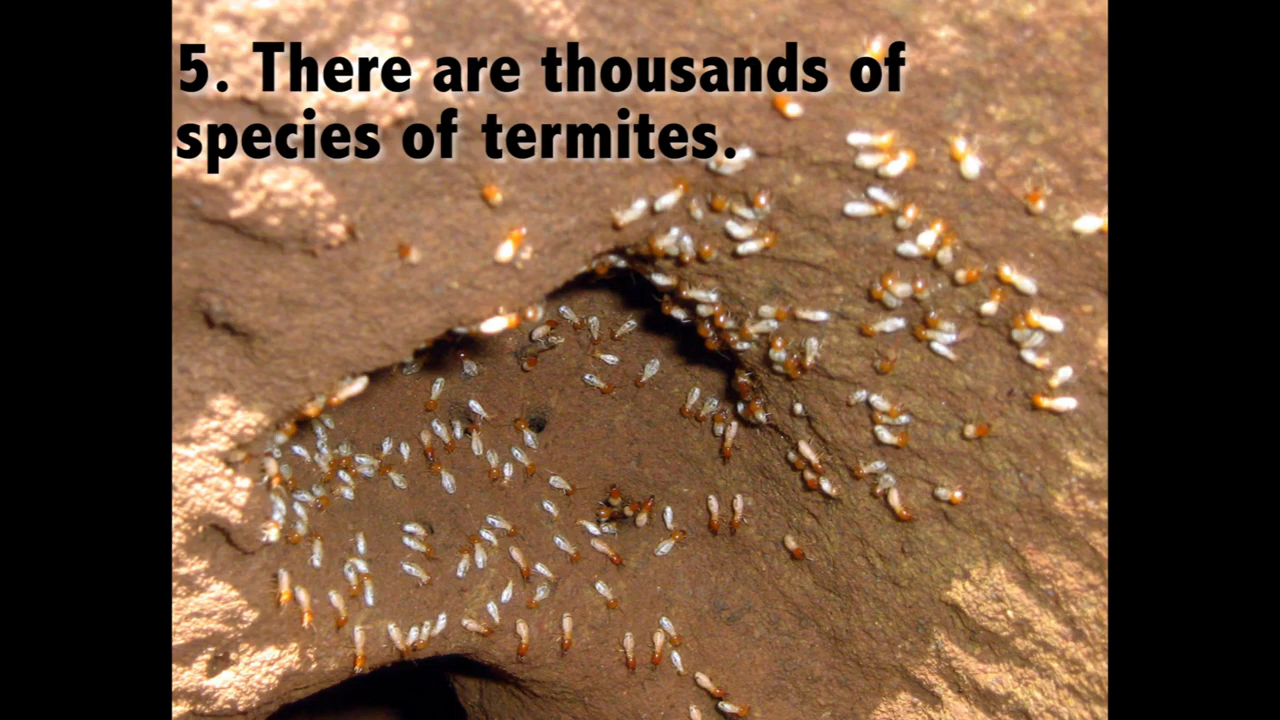 5. There are thousands of
species of termites.